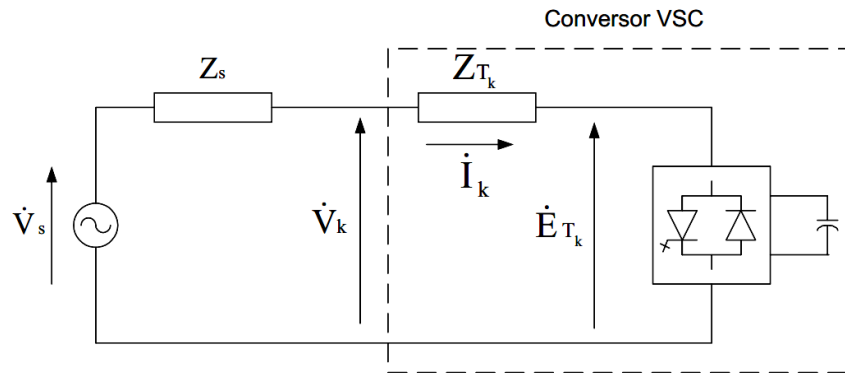 Conversor VSC
Zs
ZTk
İk
V̇s
V̇k
ĖTk